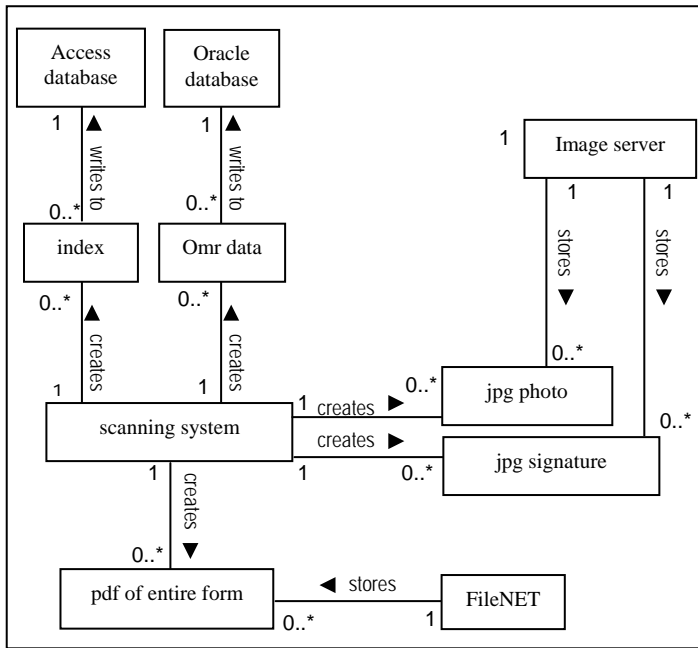 Access
database
Oracle
database
1
1
1
Image server
1
1
writes to
writes to
stores
stores
0..*
0..*
index
Omr data
0..*
0..*
creates
creates
0..*
0..*
1
1
1
creates
jpg photo
0..*
scanning system
creates
1
0..*
jpg signature
1
creates
0..*
pdf of entire form
stores
FileNET
0..*
1